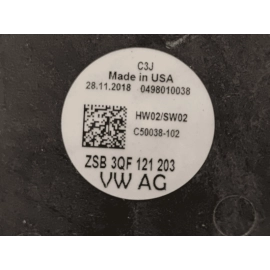 C3J
Made in USA
28.11.2018 0498010038
HW02/SW02
C50038-102
ZSB 3QF 121 203
VW AG